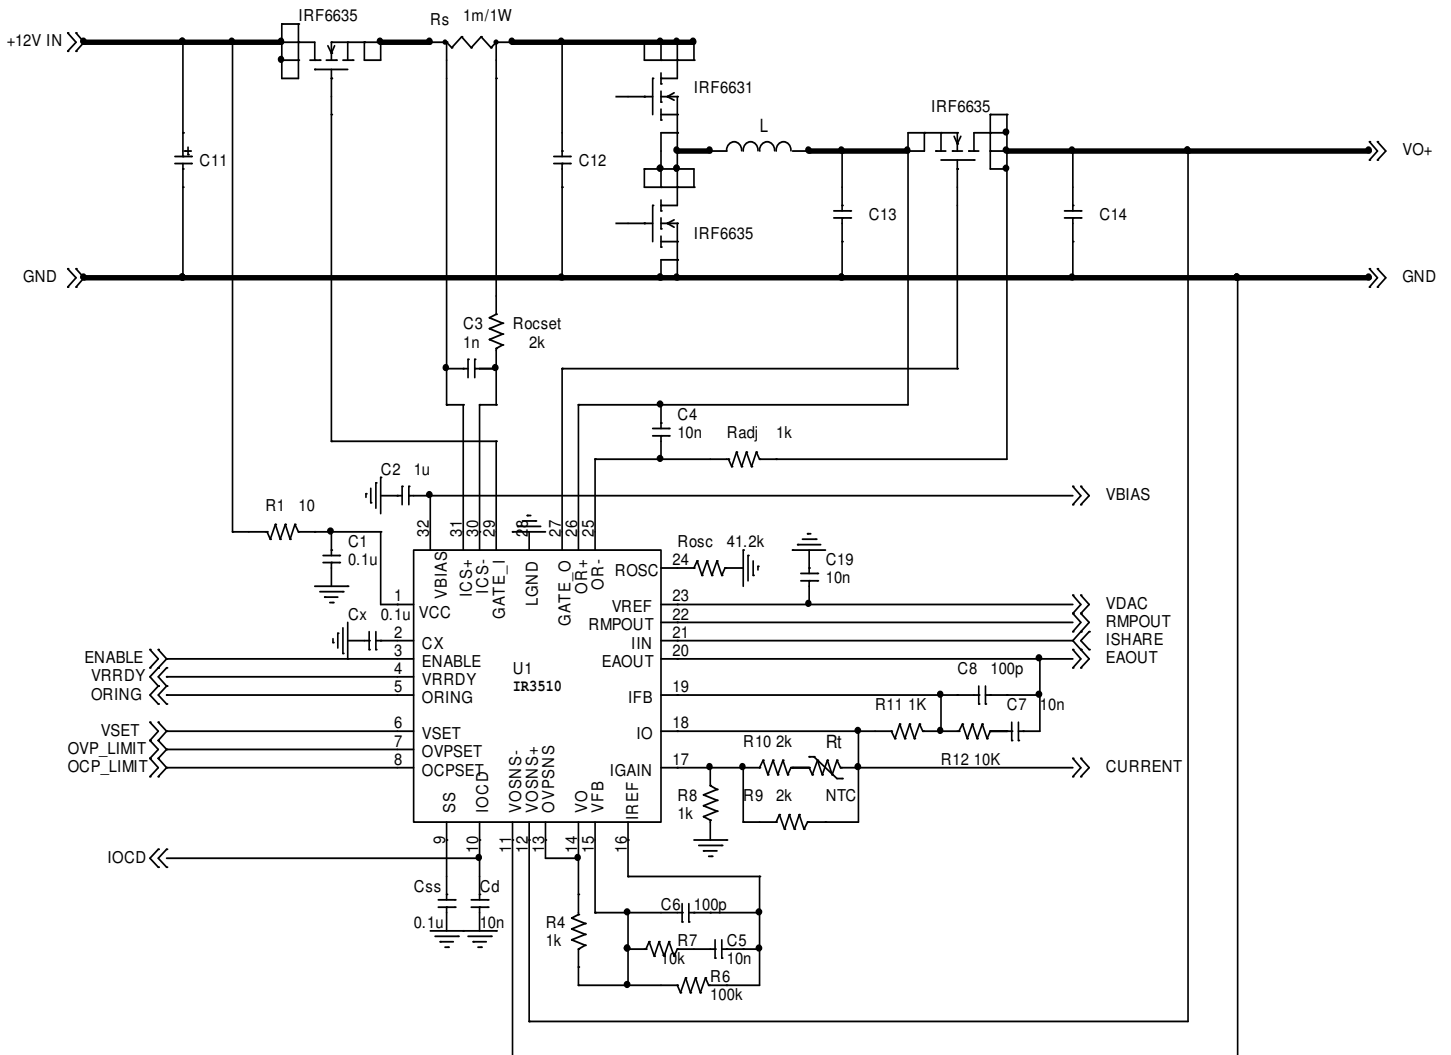 IRF6635
Rs 1m/1W
+12V IN
IRF6631
IRF6635
L
C11
C12
VO+
C13
C14
IRF6635
GND
GND
C3
1n
Rocset
2k
C4
10n
Radj 1k
C2 1u
VBIAS
R1 10
C1
0.1u
32
31
30
29
28
27
26
25
VBIAS
ICS+
ICS-
GATE_I
LGND
GATE_O
OR+
OR-
Rosc 41.2k
C19
10n
24
ROSC
1
VCC
Cx 0.1u
2
CX
23
VREF
VDAC
22
RMPOUT
RMPOUT
21
IIN
ISHARE
20
EAOUT
EAOUT
ENABLE
3
ENABLE
VRRDY
4
VRRDY
ORING
5
ORING
U1
IR3510
C8 100p
19
IFB
R11 1K
C7 10n
VSET
6
VSET
OVP_LIMIT
7
OVPSET
OCP_LIMIT
8
OCPSET
18
IO
R10 2k
Rt
R12 10K
17
IGAIN
CURRENT
R8
1k
R9 2k
NTC
SS
IOCD
VOSNS-
VOSNS+
OVPSNS
VO
VFB
IREF
9
10
11
12
13
14
15
16
IOCD
Css
0.1u
Cd
10n
R4
1k
C6 100p
R7
10k
C5
10n
R6
100k